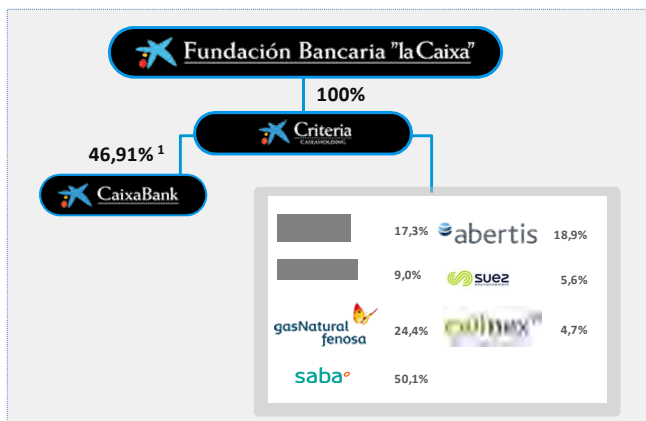 Fundación Bancaria "la Caixa"
100%
Criteria
CAIXAHOLDING
46,91% 1
CaixaBank
17,3%
abertis 18,9%
9,0%
suez 5,6%
gasNatural
fenosa 24,4%
4,7%
saba 50,1%